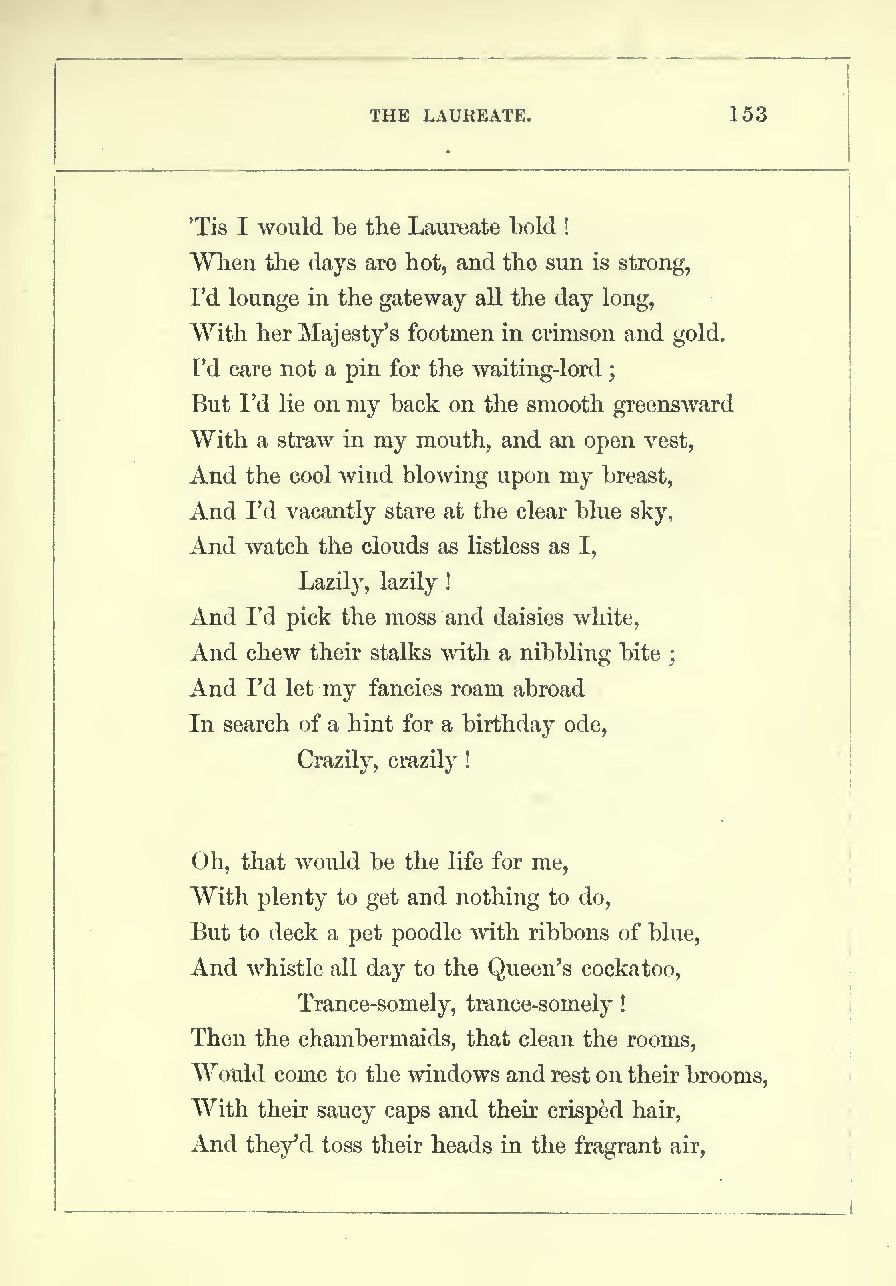 THE LAUREATE. 153
'Tis I would be the Laureate bold !
When the days are hot, and the sun is strong,
I'd lounge in the gateway all the day long,
With her Majesty's footmen in crimson and gold.
I'd care not a pin for the waiting-lord ;
But I'd lie on my back on the smooth greensward
With a straw in my mouth, and an open vest,
And the cool wind blowing upon my breast,
And I'd vacantly stare at the clear blue sky,
And watch the clouds as listless as I,
Lazily, lazily !
And I'd pick the moss and daisies white,
And chew their stalks with a nibbling bite ;
And I'd let my fancies roam abroad
In search of a hint for a birthday ode,
Crazily, crazily !
Oh, that would be the life for me,
With plenty to get and nothing to do,
But to deck a pet poodle with ribbons of blue,
And whistle all day to the Queen's cockatoo,
Trance-somely, trance-somely !
Then the chambermaids, that clean the rooms,
Would come to the windows and rest on their brooms,
With their saucy caps and their crispèd hair,
And they'd toss their heads in the fragrant air,